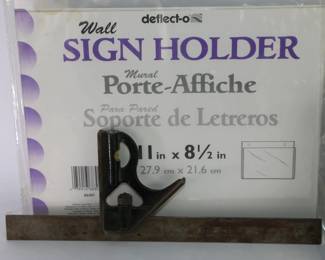 deflect-o
Wall
SIGN HOLDER
Mural
Porte-Affiche
Para Pared
Soporte de Letreros
11 in x 8½ in
27.9 cm x 21.6 cm